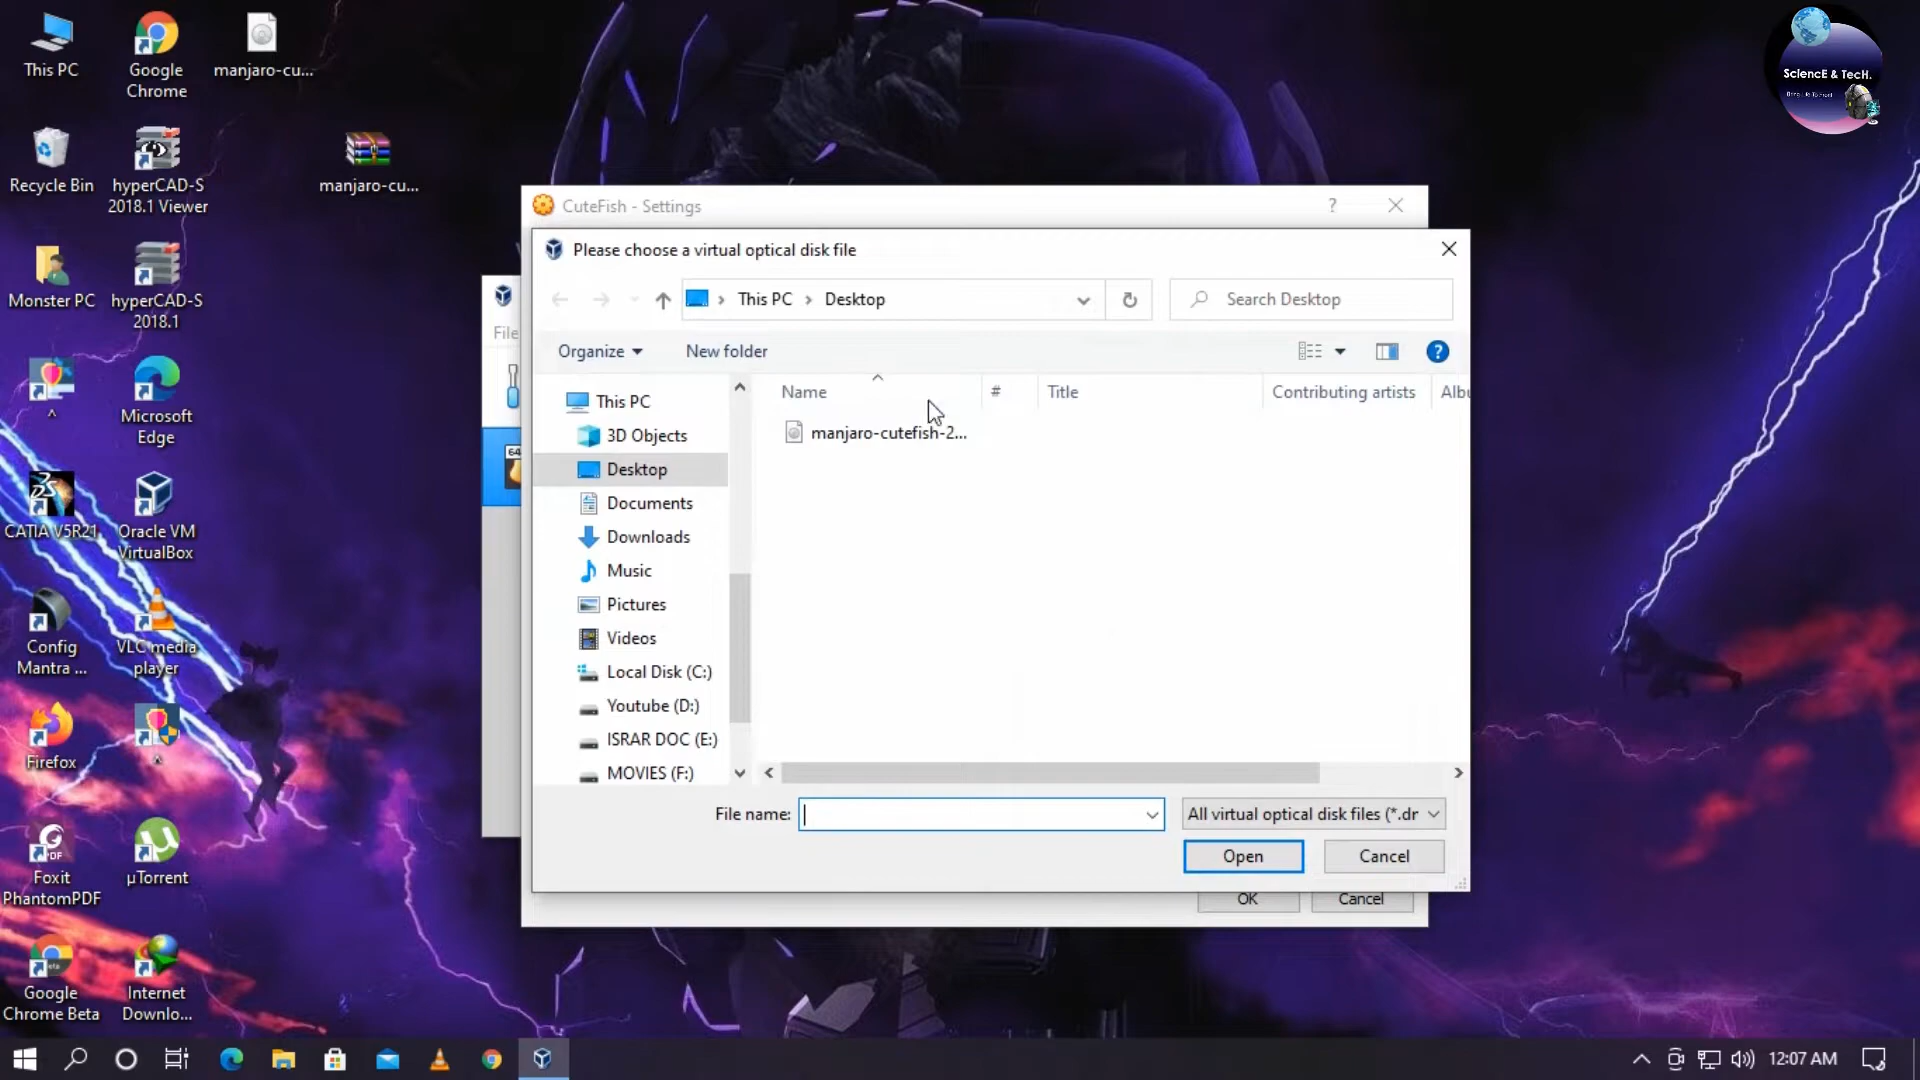 This PC
Google
Chrome
manjaro-cu...
Recycle Bin
hyperCAD-S
2018.1 Viewer
manjaro-cu...
Monster PC
hyperCAD-S
2018.1
^
Microsoft
Edge
CATIA V5R21
Oracle VM
VirtualBox
Config
Mantra ...
VLC media
player
Firefox
^
Foxit
PhantomPDF
µTorrent
Google
Chrome Beta
Internet
Downlo...
SciencE & TecH.
CuteFish - Settings
?
Please choose a virtual optical disk file
This PC
Desktop
Search Desktop
File
Organize
New folder
?
Name
#
Title
Contributing artists
Albu
manjaro-cutefish-2...
64
This PC
3D Objects
Desktop
Documents
Downloads
Music
Pictures
Videos
Local Disk (C:)
Youtube (D:)
ISRAR DOC (E:)
MOVIES (F:)
File name:
All virtual optical disk files (*.dr
Open
Cancel
OK
Cancel
12:07 AM